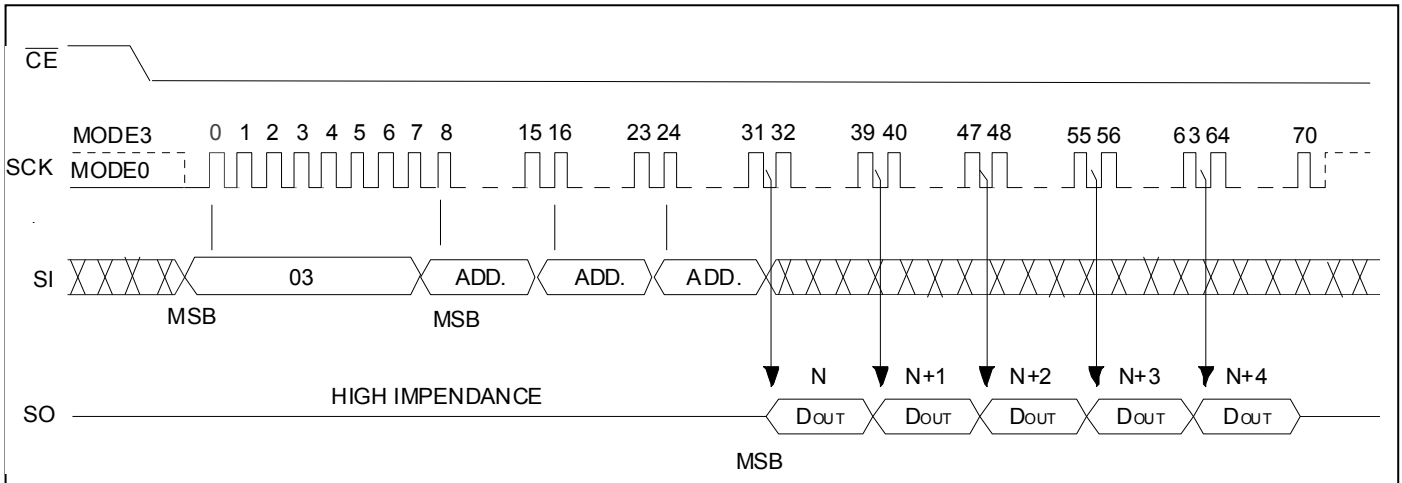 CE
MODE3 0 1 2 3 4 5 6 7 8 15 16 23 24 31 32 39 40 47 48 55 56 63 64 70
SCK MODE0
SI 03 ADD. ADD. ADD.
MSB MSB
N N+1 N+2 N+3 N+4
HIGH IMPENDANCE
SO DOUT DOUT DOUT DOUT DOUT
MSB